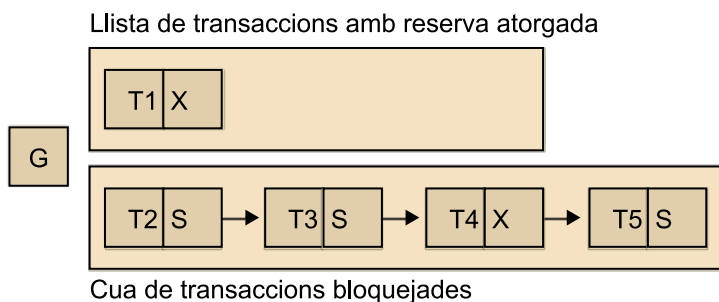 Llista de transaccions amb reserva atorgada
T1 X
G
T2 S T3 S T4 X T5 S
Cua de transaccions bloquejades